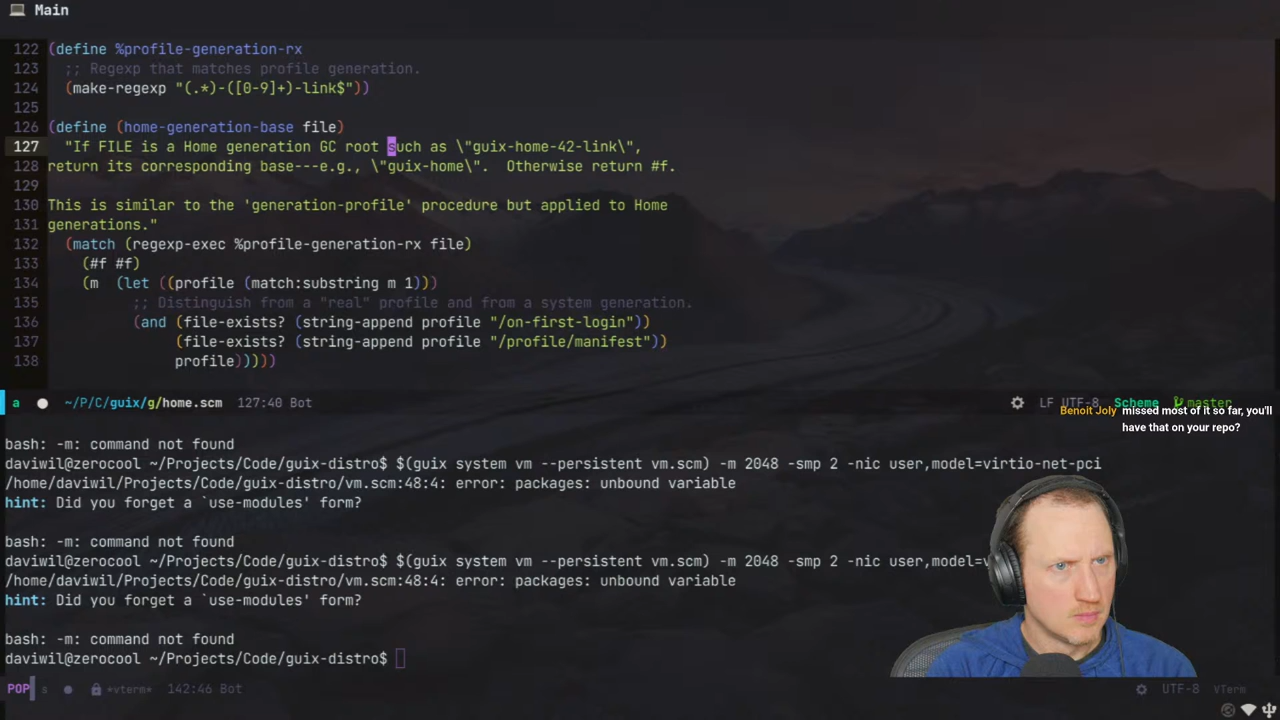 Main
122 (define %profile-generation-rx
123 ;; Regexp that matches profile generation.
124 (make-regexp "(.*)-([0-9]+)-link$"))
125
126 (define (home-generation-base file)
127 "If FILE is a Home generation GC root such as \"guix-home-42-link\",
128 return its corresponding base---e.g., \"guix-home\".  Otherwise return #f.
129
130 This is similar to the 'generation-profile' procedure but applied to Home
131 generations."
132 (match (regexp-exec %profile-generation-rx file)
133 (#f #f)
134 (m  (let ((profile (match:substring m 1)))
135 ;; Distinguish from a "real" profile and from a system generation.
136 (and (file-exists? (string-append profile "/on-first-login"))
137 (file-exists? (string-append profile "/profile/manifest"))
138 profile)))))
a ~/P/C/guix/g/home.scm 127:40 Bot LF UTF-8 Scheme master
Benoit Joly missed most of it so far, you'll
have that on your repo?
bash: -m: command not found
daviwil@zerocool ~/Projects/Code/guix-distro$ $(guix system vm --persistent vm.scm) -m 2048 -smp 2 -nic user,model=virtio-net-pci
/home/daviwil/Projects/Code/guix-distro/vm.scm:48:4: error: packages: unbound variable
hint: Did you forget a `use-modules' form?
bash: -m: command not found
daviwil@zerocool ~/Projects/Code/guix-distro$ $(guix system vm --persistent vm.scm) -m 2048 -smp 2 -nic user,model=
/home/daviwil/Projects/Code/guix-distro/vm.scm:48:4: error: packages: unbound variable
hint: Did you forget a `use-modules' form?
bash: -m: command not found
daviwil@zerocool ~/Projects/Code/guix-distro$
POP s *vterm* 142:46 Bot UTF-8 VTerm